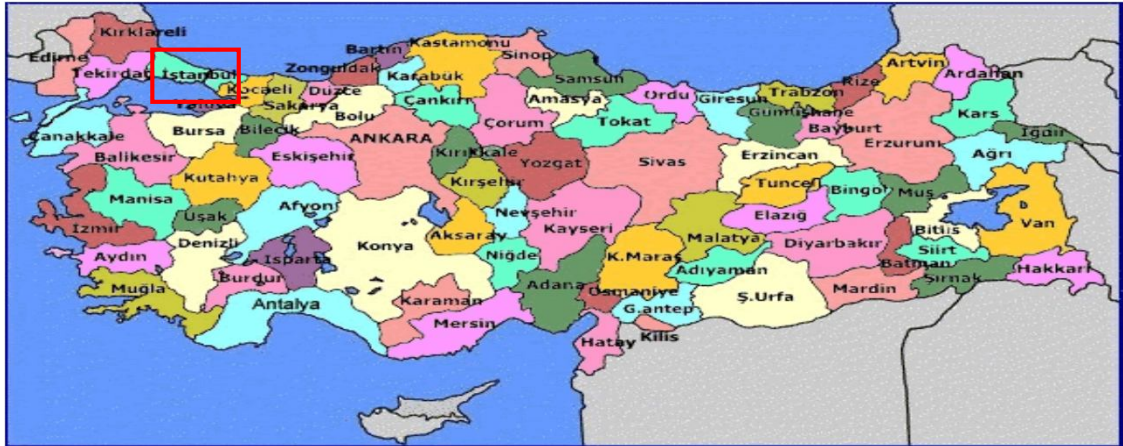 Kırklareli
Edirne
Tekirdağ
İstanbul
Kocaeli
Yalova
Sakarya
Düzce
Zonguldak
Bartın
Kastamonu
Karabük
Sinop
Samsun
Çankırı
Bolu
Amasya
Ordu
Giresun
Trabzon
Rize
Artvin
Ardahan
Kars
Iğdır
Gümüşhane
Bayburt
Erzurum
Ağrı
Çanakkale
Bursa
Bilecik
ANKARA
Çorum
Tokat
Balikesir
Eskişehir
Kırıkkale
Yozgat
Sivas
Erzincan
Kutahya
Kırşehir
Tunceli
Bingöl
Muş
Manisa
Uşak
Afyon
Nevşehir
Kayseri
Elazığ
Van
İzmir
Denizli
Konya
Aksaray
Malatya
Diyarbakır
Bitlis
Siirt
Aydın
Isparta
Niğde
K.Maraş
Adıyaman
Batman
Şırnak
Hakkari
Burdur
Muğla
Antalya
Karaman
Adana
Osmaniye
Ş.Urfa
Mardin
Mersin
G.antep
Hatay
Kilis